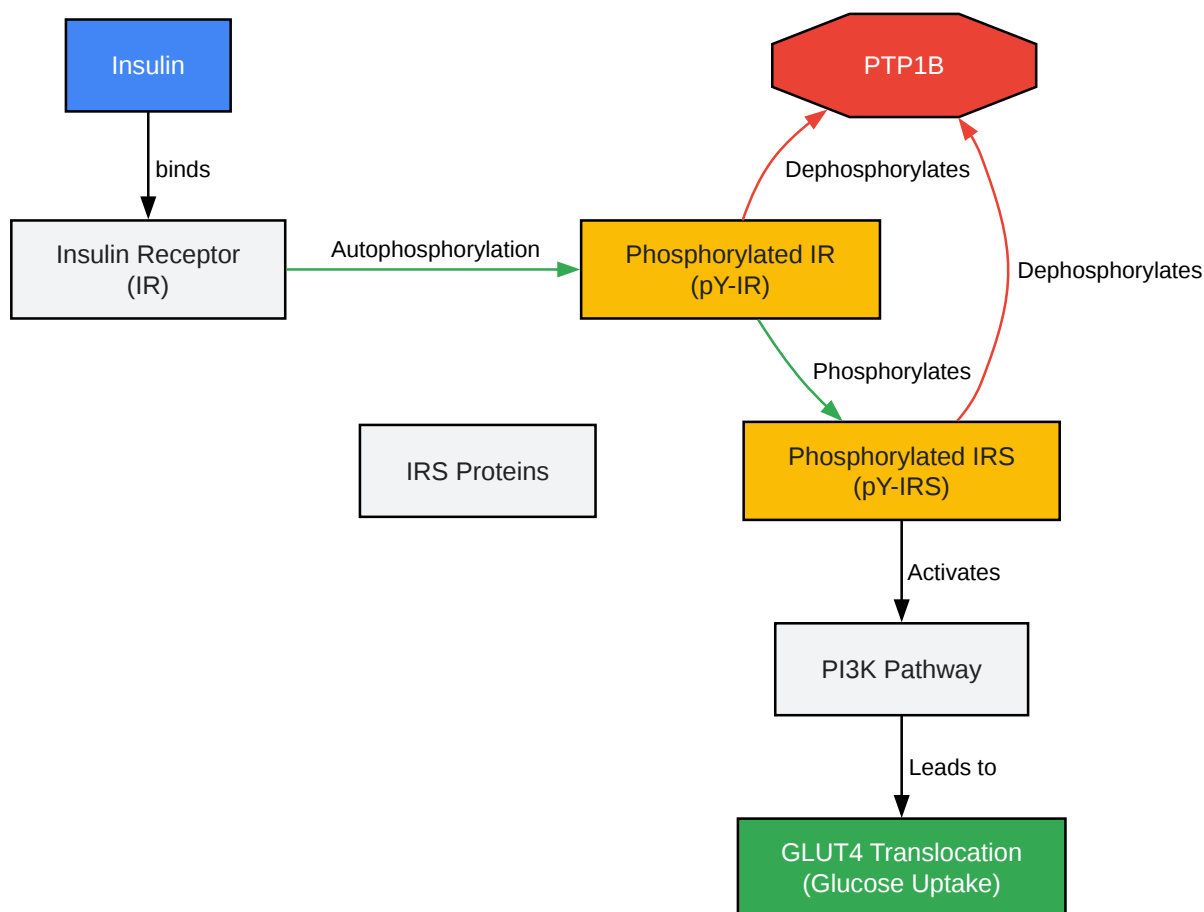 Insulin
PTP1B
binds
Dephosphorylates
Insulin Receptor
(IR)
Autophosphorylation
Phosphorylated IR
(pY-IR)
Dephosphorylates
Phosphorylates
IRS Proteins
Phosphorylated IRS
(pY-IRS)
Activates
PI3K Pathway
Leads to
GLUT4 Translocation
(Glucose Uptake)